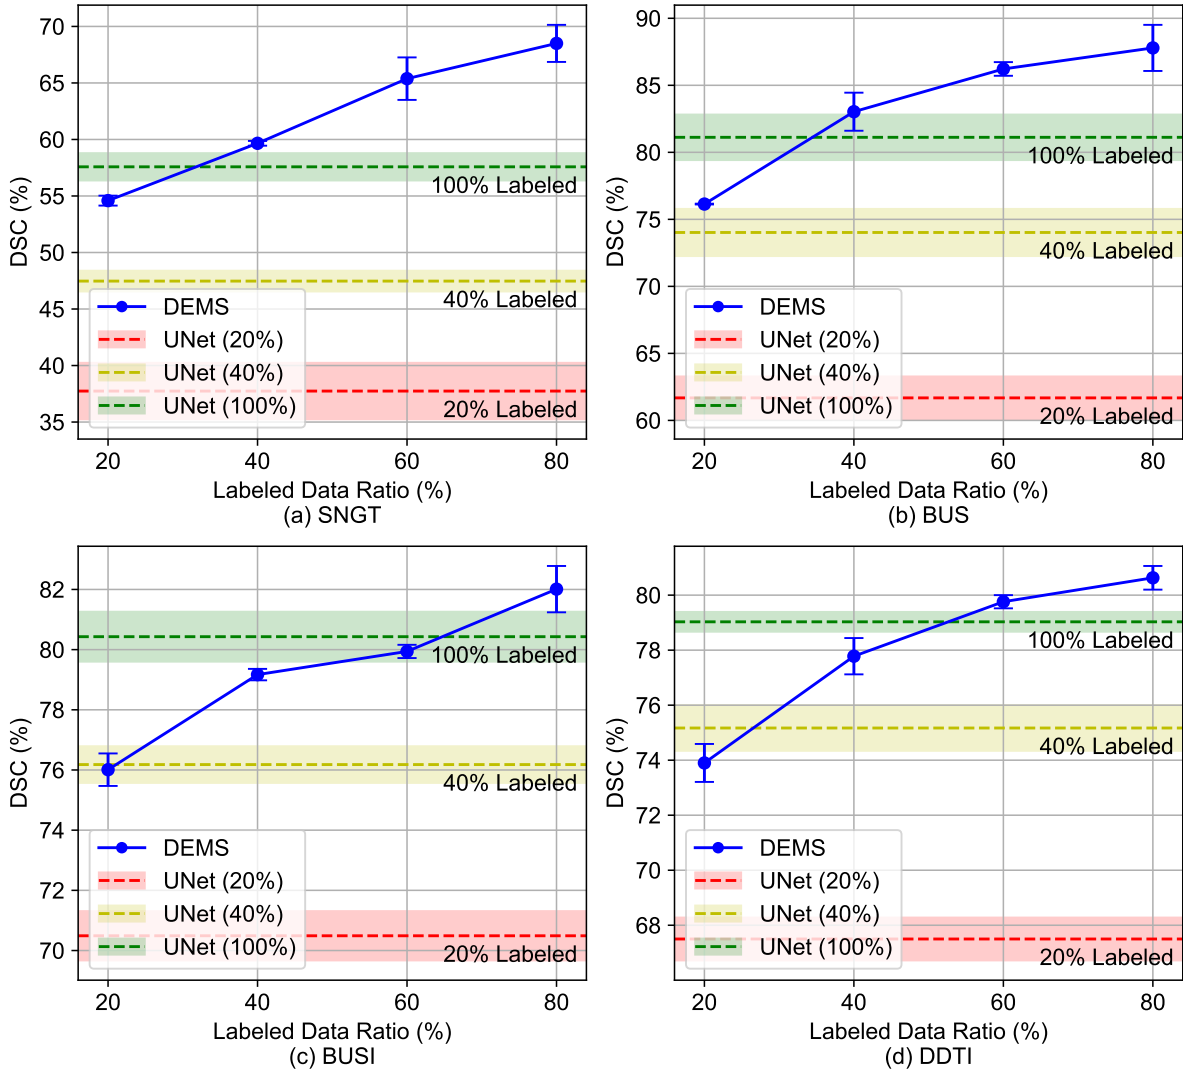 70
65
60
55
50
45
40
35
DSC (%)
100% Labeled
40% Labeled
20% Labeled
DEMS
UNet (20%)
UNet (40%)
UNet (100%)
20 40 60 80
Labeled Data Ratio (%)
(a) SNGT
90
85
80
75
70
65
60
DSC (%)
100% Labeled
40% Labeled
20% Labeled
DEMS
UNet (20%)
UNet (40%)
UNet (100%)
20 40 60 80
Labeled Data Ratio (%)
(b) BUS
82
80
78
76
74
72
70
DSC (%)
100% Labeled
40% Labeled
20% Labeled
DEMS
UNet (20%)
UNet (40%)
UNet (100%)
20 40 60 80
Labeled Data Ratio (%)
(c) BUSI
80
78
76
74
72
70
68
DSC (%)
100% Labeled
40% Labeled
20% Labeled
DEMS
UNet (20%)
UNet (40%)
UNet (100%)
20 40 60 80
Labeled Data Ratio (%)
(d) DDTI